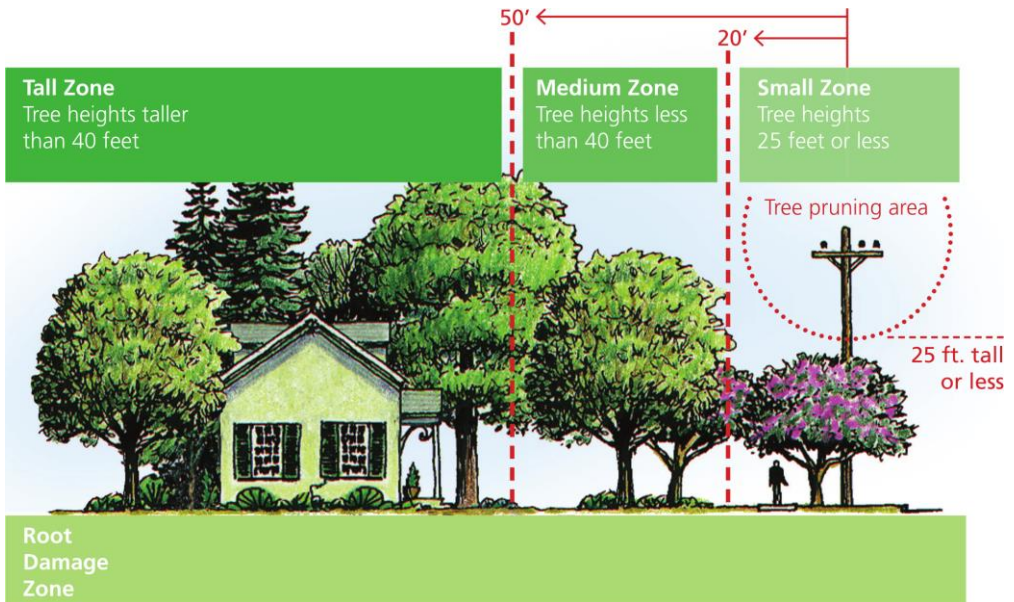 50’
20’
Tall Zone
Tree heights taller
than 40 feet
Medium Zone
Tree heights less
than 40 feet
Small Zone
Tree heights
25 feet or less
Tree pruning area
25 ft. tall
or less
Root
Damage
Zone